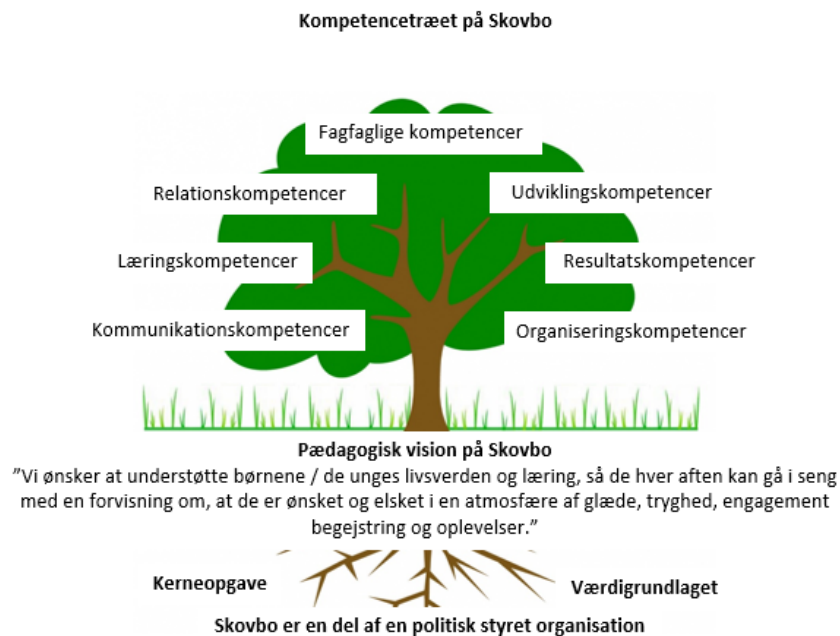 Kompetencetræet på Skovbo
Fagfaglige kompetencer
Relationskompetencer
Udviklingskompetencer
Læringskompetencer
Resultatskompetencer
Kommunikationskompetencer
Organiseringskompetencer
Pædagogisk vision på Skovbo
”Vi ønsker at understøtte børnene / de unges livsverden og læring, så de hver aften kan gå i seng
med en forvisning om, at de er ønsket og elsket i en atmosfære af glæde, tryghed, engagement
begejstring og oplevelser.”
Kerneopgave
Værdigrundlaget
Skovbo er en del af en politisk styret organisation